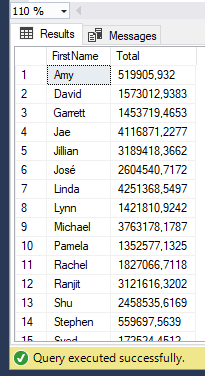 110 %
Results Messages
FirstName Total
1 Amy 519905,932
2 David 1573012,9383
3 Garrett 1453719,4653
4 Jae 4116871,2277
5 Jillian 3189418,3662
6 José 2604540,7172
7 Linda 4251368,5497
8 Lynn 1421810,9242
9 Michael 3763178,1787
10 Pamela 1352577,1325
11 Rachel 1827066,7118
12 Ranjit 3121616,3202
13 Shu 2458535,6169
14 Stephen 559697,5639
15 Syed 172524,4512
Query executed successfully.